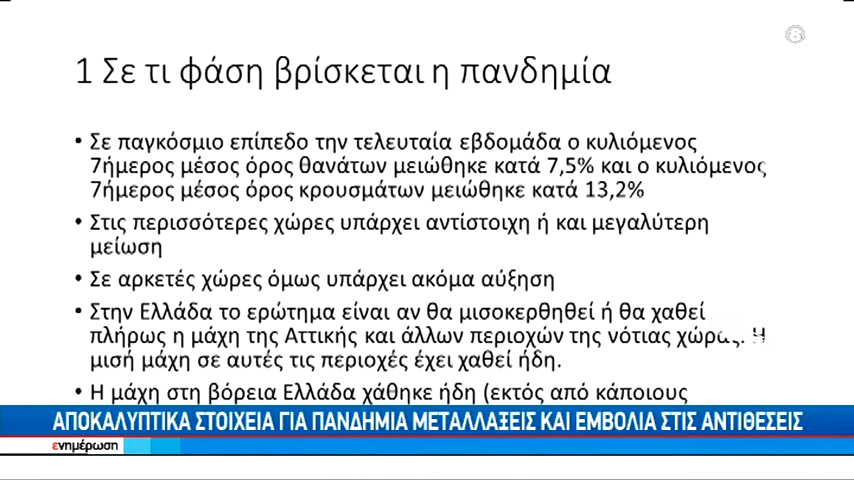 8
1 Σε τι φάση βρίσκεται η πανδημία
• Σε παγκόσμιο επίπεδο την τελευταία εβδομάδα ο κυλιόμενος
7ήμερος μέσος όρος θανάτων μειώθηκε κατά 7,5% και ο κυλιόμενος
7ήμερος μέσος όρος κρουσμάτων μειώθηκε κατά 13,2%
• Στις περισσότερες χώρες υπάρχει αντίστοιχη ή και μεγαλύτερη
μείωση
• Σε αρκετές χώρες όμως υπάρχει ακόμα αύξηση
• Στην Ελλάδα το ερώτημα είναι αν θα μισοκερθηθεί ή θα χαθεί
πλήρως η μάχη της Αττικής και άλλων περιοχών της νότιας χώρας. Η
μισή μάχη σε αυτές τις περιοχές έχει χαθεί ήδη.
• Η μάχη στη βόρεια Ελλάδα χάθηκε ήδη (εκτός από κάποιους
ΑΠΟΚΑΛΥΠΤΙΚΑ ΣΤΟΙΧΕΙΑ ΓΙΑ ΠΑΝΔΗΜΙΑ ΜΕΤΑΛΛΑΞΕΙΣ ΚΑΙ ΕΜΒΟΛΙΑ ΣΤΙΣ ΑΝΤΙΘΕΣΕΙΣ
ενημέρωση